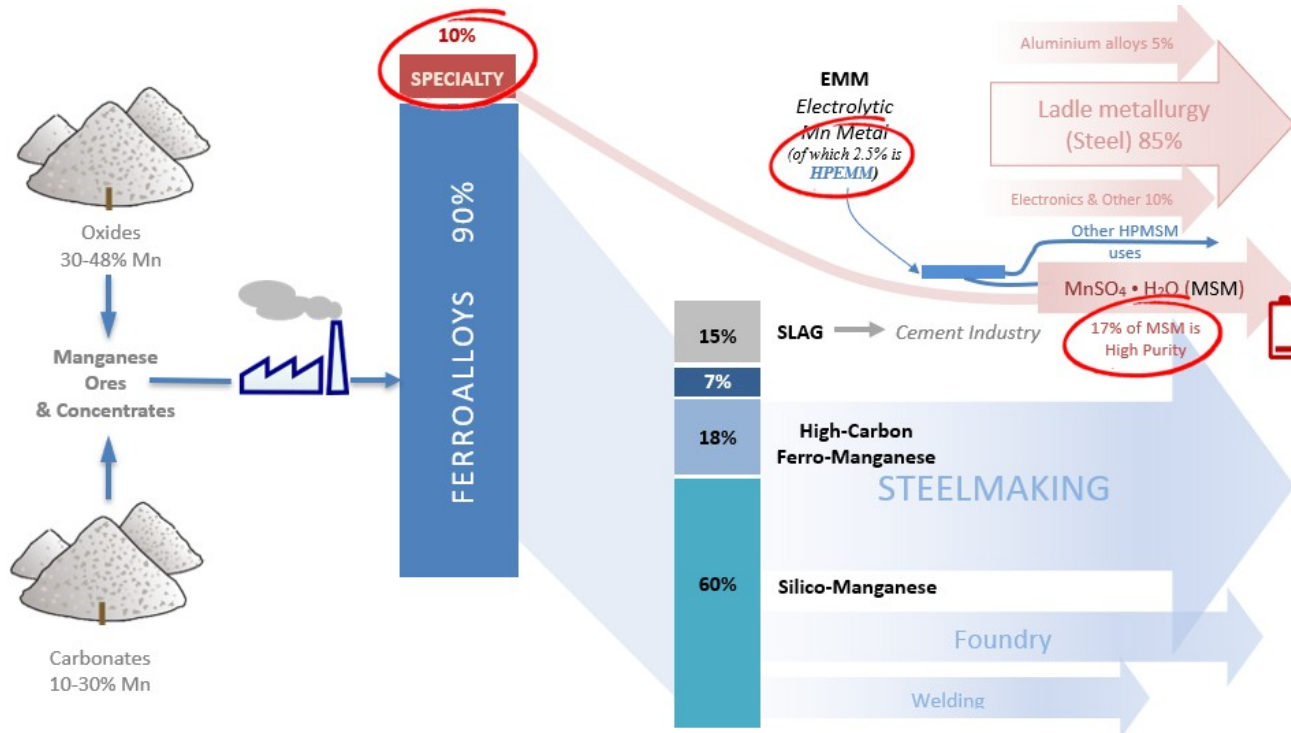 10%
SPECIALTY
FERROALLOYS 90%
Oxides
30-48% Mn
Manganese
Ores
& Concentrates
Carbonates
10-30% Mn
EMM
Electrolytic
Mn Metal
(of which 2.5% is
HPEMM)
Aluminium alloys 5%
Ladle metallurgy
(Steel) 85%
Electronics & Other 10%
Other HPMSM
uses
MnSO₄ • H₂O (MSM)
17% of MSM is
High Purity
15%
SLAG
Cement Industry
7%
18%
High-Carbon
Ferro-Manganese
STEELMAKING
60%
Silico-Manganese
Foundry
Welding